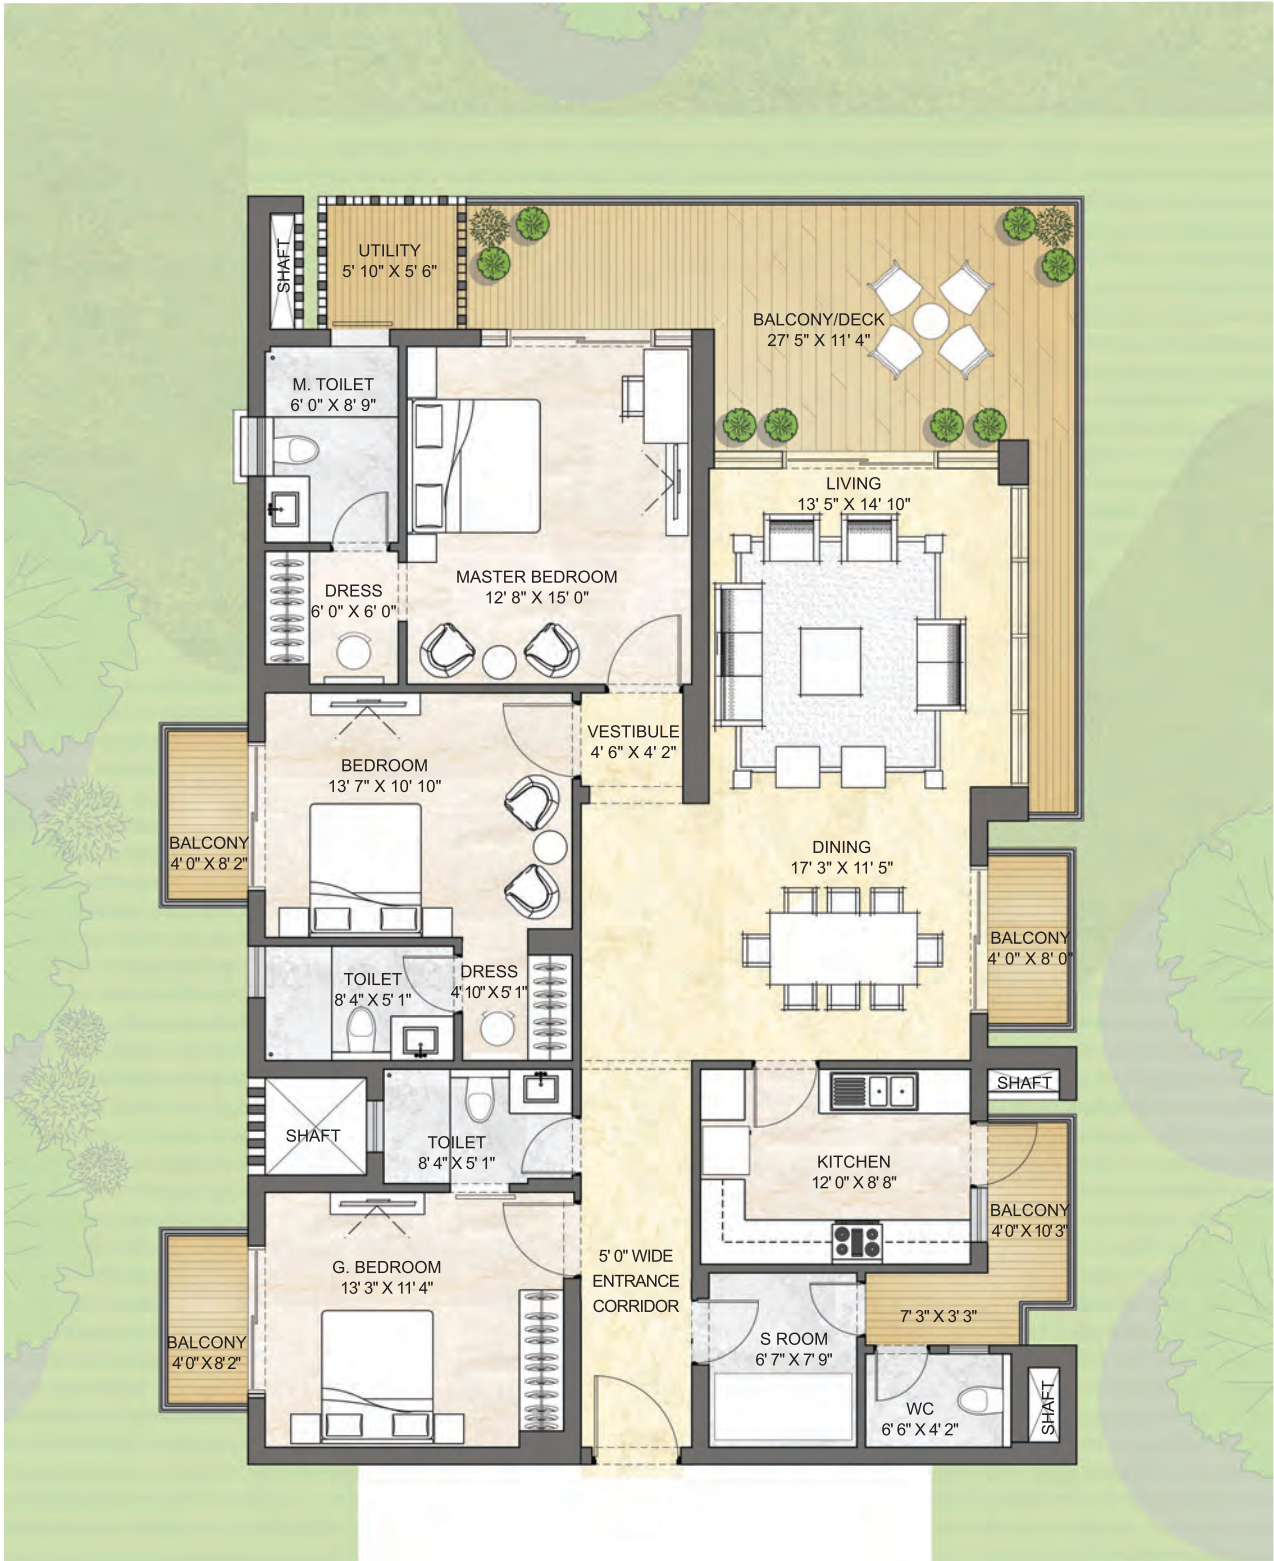 SHAFT
UTILITY
5' 10" X 5' 6"
BALCONY/DECK
27' 5" X 11' 4"
M. TOILET
6' 0" X 8' 9"
LIVING
13' 5" X 14' 10"
MASTER BEDROOM
12' 8" X 15' 0"
DRESS
6' 0" X 6' 0"
VESTIBULE
4' 6" X 4' 2"
BEDROOM
13' 7" X 10' 10"
BALCONY
4' 0" X 8' 2"
DINING
17' 3" X 11' 5"
BALCONY
4' 0" X 8' 0"
TOILET
8' 4" X 5' 1"
DRESS
4' 10" X 5' 1"
SHAFT
SHAFT
TOILET
8' 4" X 5' 1"
KITCHEN
12' 0" X 8' 8"
BALCONY
4' 0" X 10' 3"
G. BEDROOM
13' 3" X 11' 4"
5' 0" WIDE
ENTRANCE
CORRIDOR
7' 3" X 3' 3"
BALCONY
4' 0" X 8' 2"
S ROOM
6' 7" X 7' 9"
WC
6' 6" X 4' 2"
SHAFT